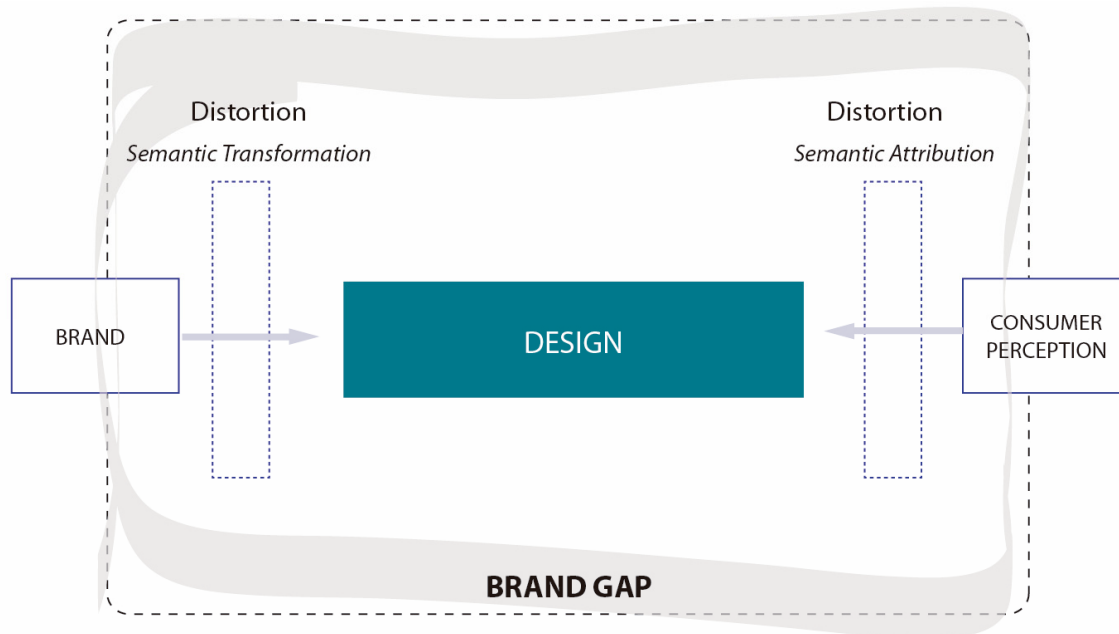 Distortion
Semantic Transformation
Distortion
Semantic Attribution
BRAND
DESIGN
CONSUMER
PERCEPTION
BRAND GAP